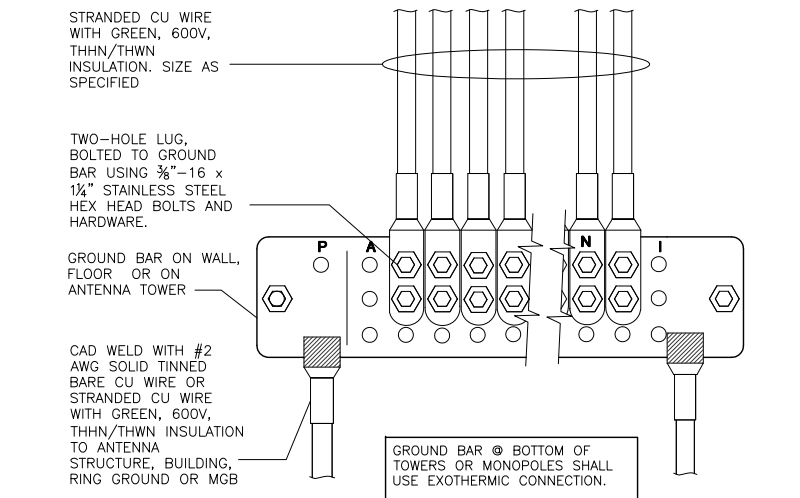 STRANDED CU WIRE
WITH GREEN, 600V,
THHN/THWN
INSULATION. SIZE AS
SPECIFIED
TWO-HOLE LUG,
BOLTED TO GROUND
BAR USING ⅜"-16 x
1¼" STAINLESS STEEL
HEX HEAD BOLTS AND
HARDWARE.
GROUND BAR ON WALL,
FLOOR OR ON
ANTENNA TOWER
P A N I
CAD WELD WITH #2
AWG SOLID TINNED
BARE CU WIRE OR
STRANDED CU WIRE
WITH GREEN, 600V,
THHN/THWN INSULATION
TO ANTENNA
STRUCTURE, BUILDING,
RING GROUND OR MGB
GROUND BAR @ BOTTOM OF
TOWERS OR MONOPOLES SHALL
USE EXOTHERMIC CONNECTION.